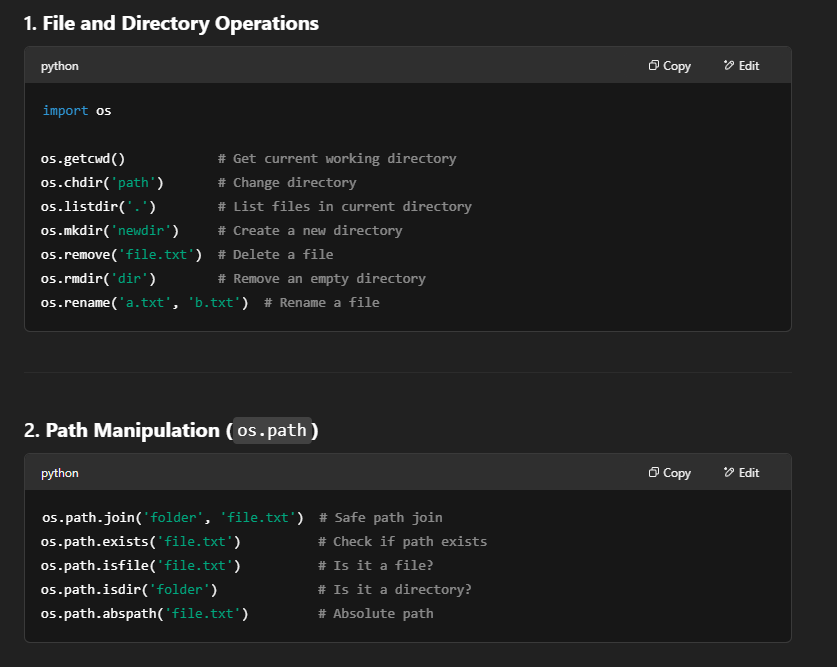 1. File and Directory Operations
python Copy Edit
import os
os.getcwd() # Get current working directory
os.chdir('path') # Change directory
os.listdir('.') # List files in current directory
os.mkdir('newdir') # Create a new directory
os.remove('file.txt') # Delete a file
os.rmdir('dir') # Remove an empty directory
os.rename('a.txt', 'b.txt') # Rename a file
2. Path Manipulation (os.path)
python Copy Edit
os.path.join('folder', 'file.txt') # Safe path join
os.path.exists('file.txt') # Check if path exists
os.path.isfile('file.txt') # Is it a file?
os.path.isdir('folder') # Is it a directory?
os.path.abspath('file.txt') # Absolute path